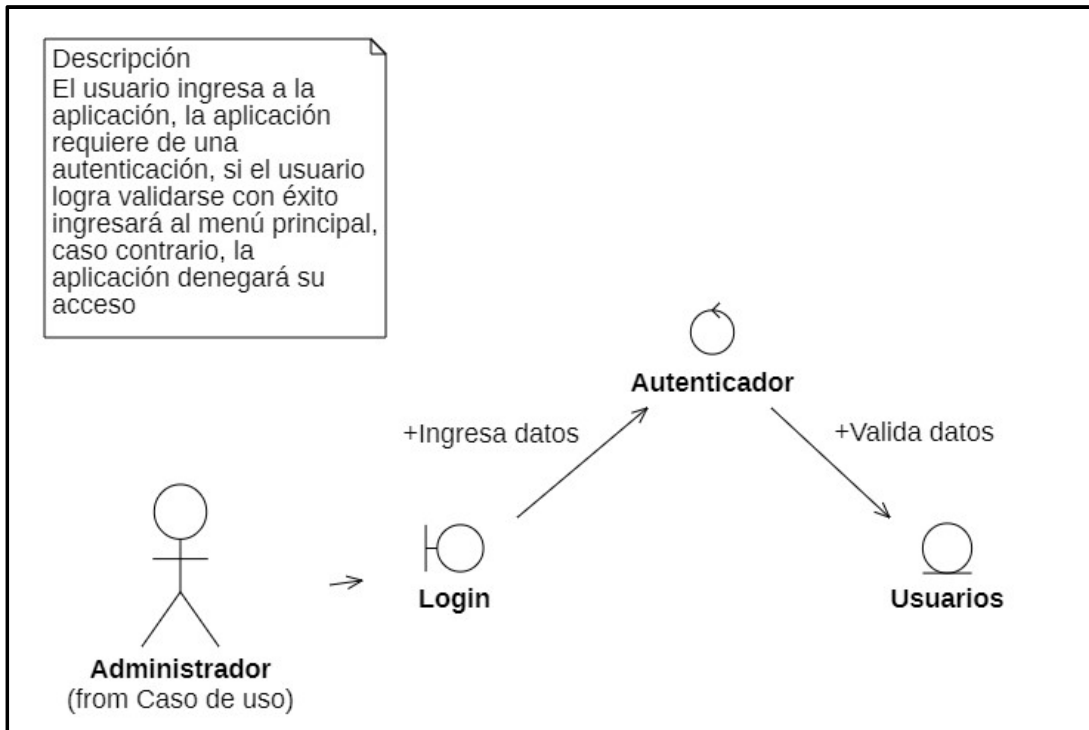 Descripción
El usuario ingresa a la
aplicación, la aplicación
requiere de una
autenticación, si el usuario
logra validarse con éxito
ingresará al menú principal,
caso contrario, la
aplicación denegará su
acceso
Autenticador
+Ingresa datos
+Valida datos
Login
Usuarios
Administrador
(from Caso de uso)